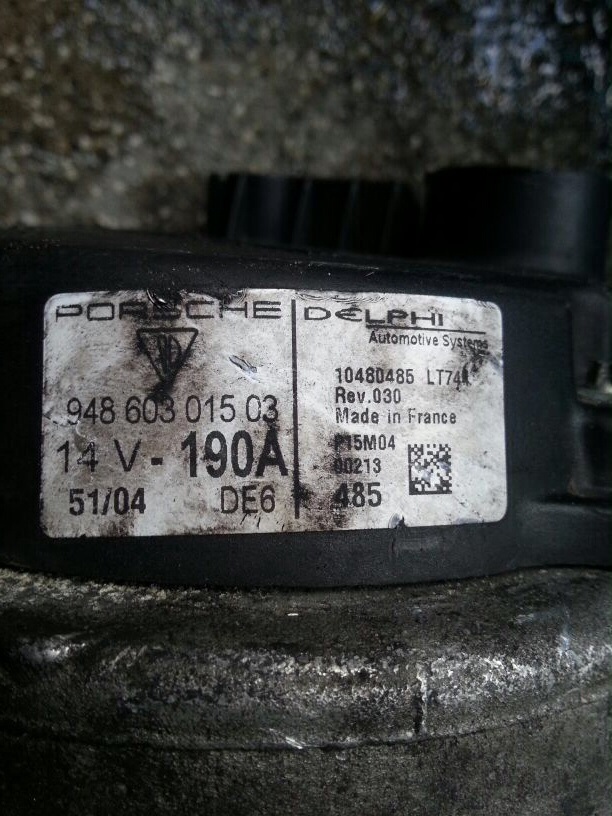 PORSCHE
948 603 015 03
14 V - 190A
51/04 DE6
DELPHI
Automotive Systems
10480485
Rev.030
Made in France
P15M04
00213
485